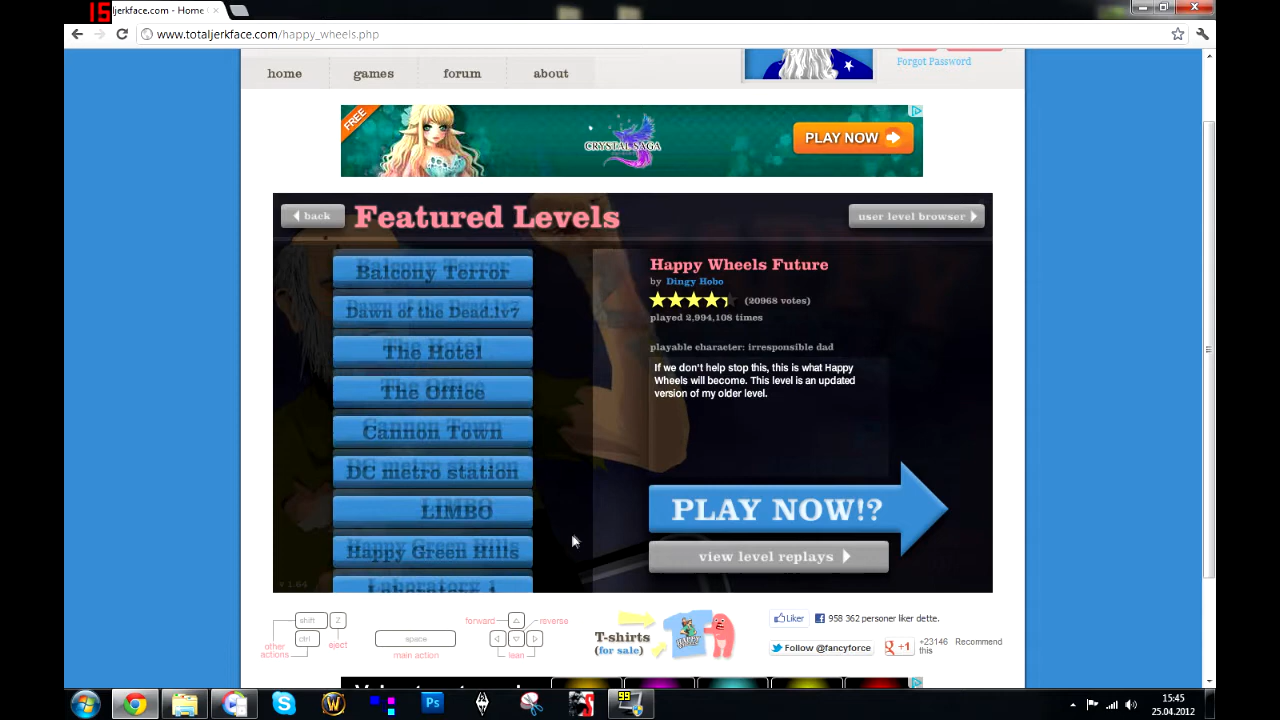 15
ljerkface.com - Home
www.totaljerkface.com/happy_wheels.php
home games forum about
Forgot Password
FREE
CRYSTAL SAGA
PLAY NOW
back
Featured Levels
user level browser
Balcony Terror
Dawn of the Dead.lv7
The Hotel
The Office
Cannon Town
DC metro station
LIMBO
Happy Green Hills
Laboratory 1
Happy Wheels Future
by Dingy Hobo
(20968 votes)
played 2,994,108 times
playable character: irresponsible dad
If we don't help stop this, this is what Happy
Wheels will become. This level is an updated
version of my older level.
PLAY NOW!?
view level replays
v 1.64
shift Z
ctrl
eject
other
actions
space
main action
forward reverse
lean
T-shirts
(for sale)
Liker 958 362 personer liker dette.
Follow @fancyforce
g +1 +23146 Recommend
this
W
Ps
99
15:45
25.04.2012